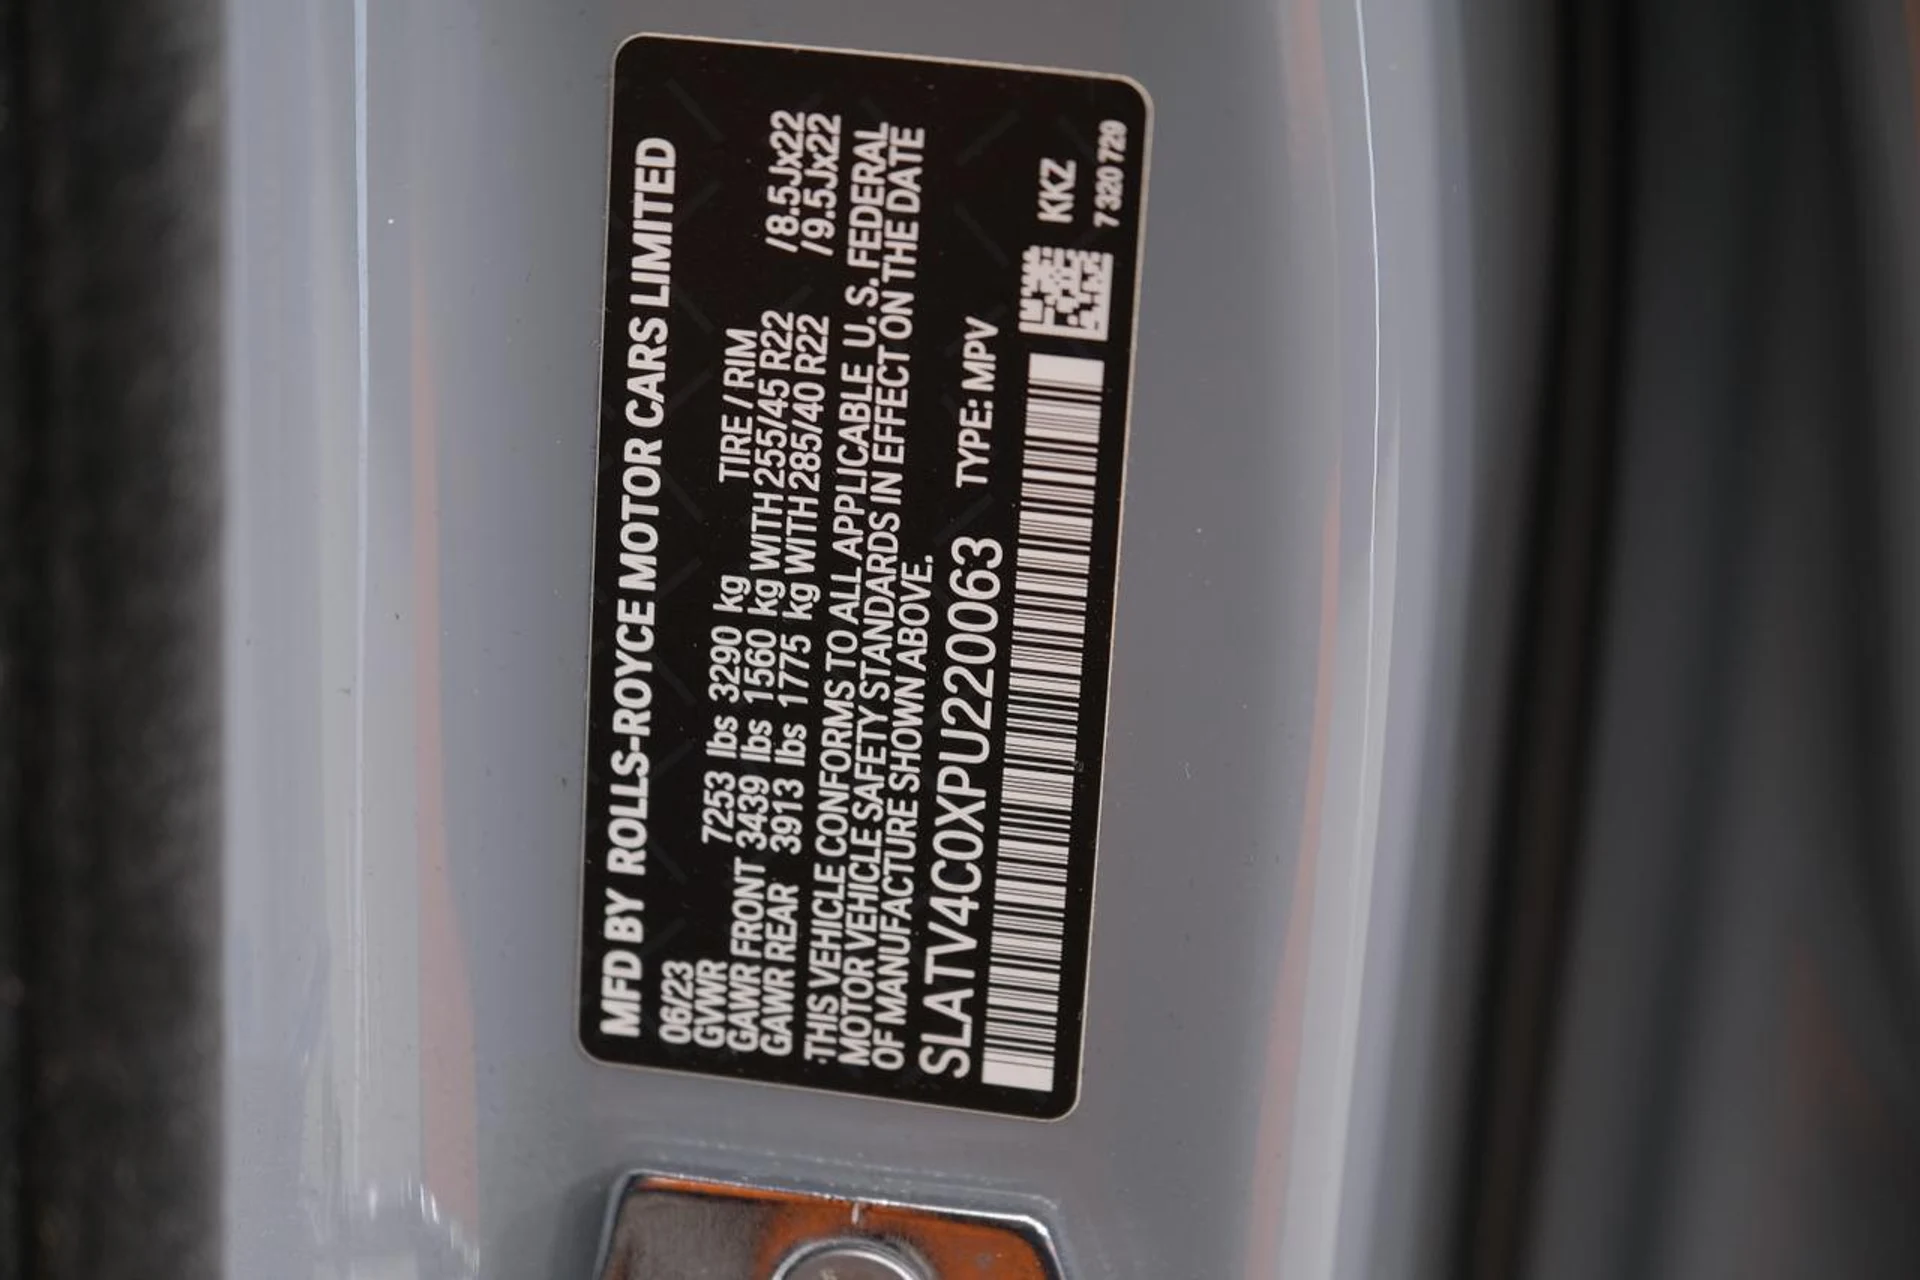 MFD BY ROLLS-ROYCE MOTOR CARS LIMITED
06/23 TIRE / RIM
GVWR 7253 lbs 3290 kg
GAWR FRONT 3439 lbs 1560 kg WITH 255/45 R22 /8.5Jx22
GAWR REAR 3913 lbs 1775 kg WITH 285/40 R22 /9.5Jx22
THIS VEHICLE CONFORMS TO ALL APPLICABLE U.S. FEDERAL
MOTOR VEHICLE SAFETY STANDARDS IN EFFECT ON THE DATE
OF MANUFACTURE SHOWN ABOVE.
SLATV4C0XPU220063 TYPE: MPV
KKZ
7 320 729